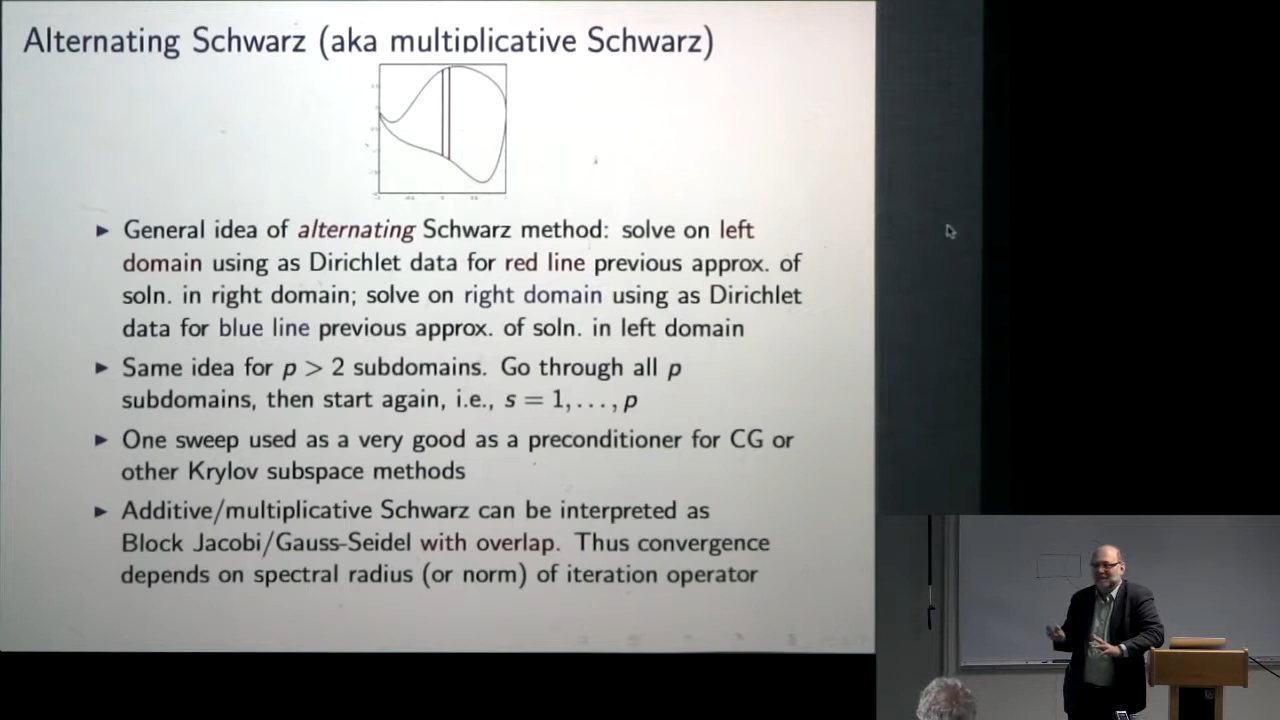 Alternating Schwarz (aka multiplicative Schwarz)
► General idea of alternating Schwarz method: solve on left
domain using as Dirichlet data for red line previous approx. of
soln. in right domain; solve on right domain using as Dirichlet
data for blue line previous approx. of soln. in left domain
► Same idea for p > 2 subdomains. Go through all p
subdomains, then start again, i.e., s = 1, . . . , p
► One sweep used as a very good as a preconditioner for CG or
other Krylov subspace methods
► Additive/multiplicative Schwarz can be interpreted as
Block Jacobi/Gauss-Seidel with overlap. Thus convergence
depends on spectral radius (or norm) of iteration operator